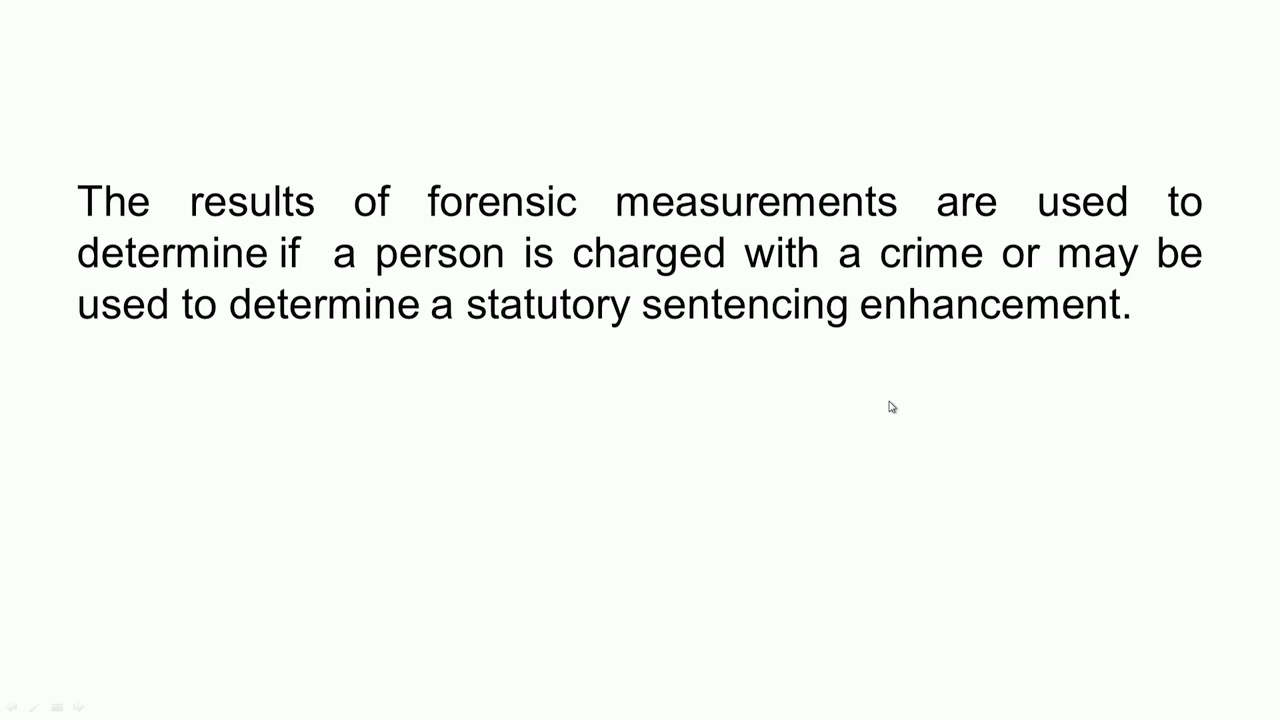 The results of forensic measurements are used to
determine if a person is charged with a crime or may be
used to determine a statutory sentencing enhancement.